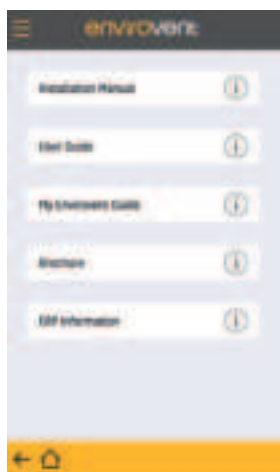 envirovent
Installation Manual
User Guide
My Envirovent Guide
Brochure
ERP Information